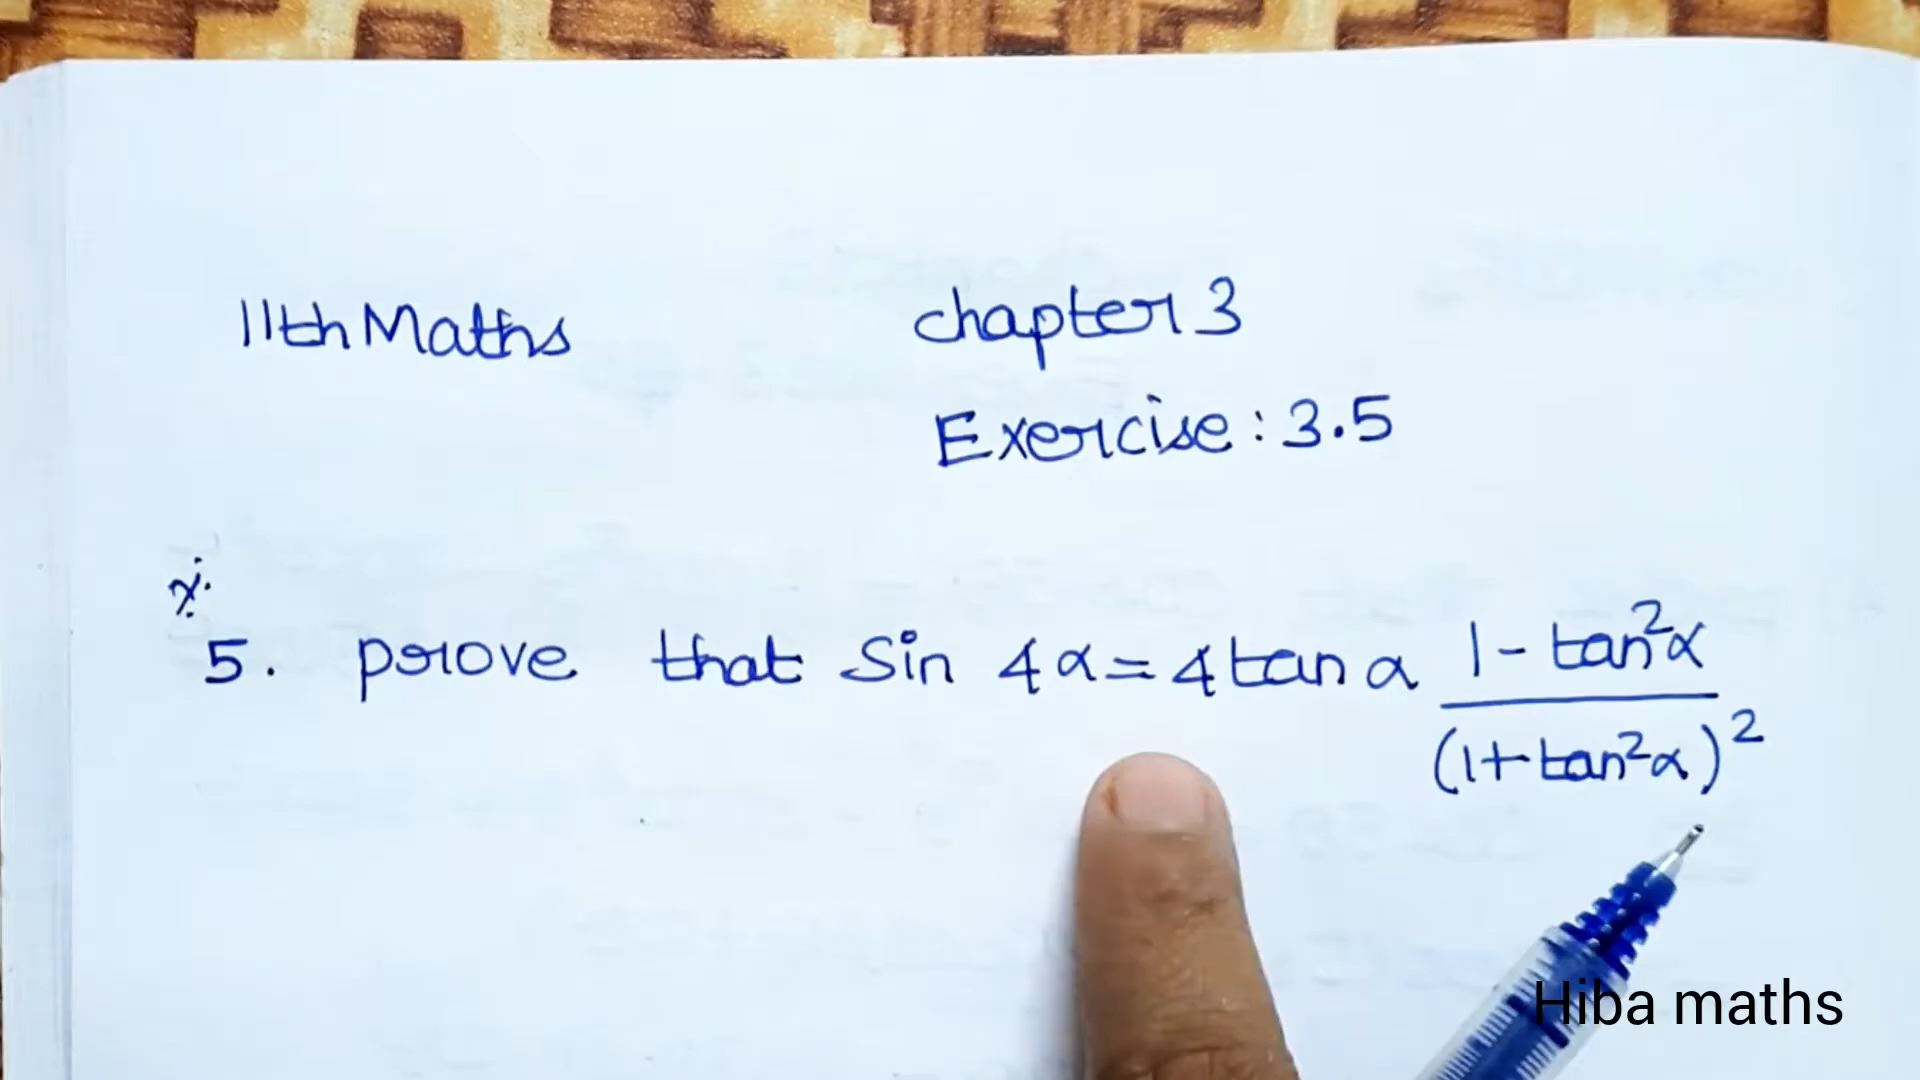 11th Maths chapter 3
Exercise : 3.5
5. prove that Sin 4α = 4 tan α 1 - tan²α
(1 + tan²α)²
Hiba maths